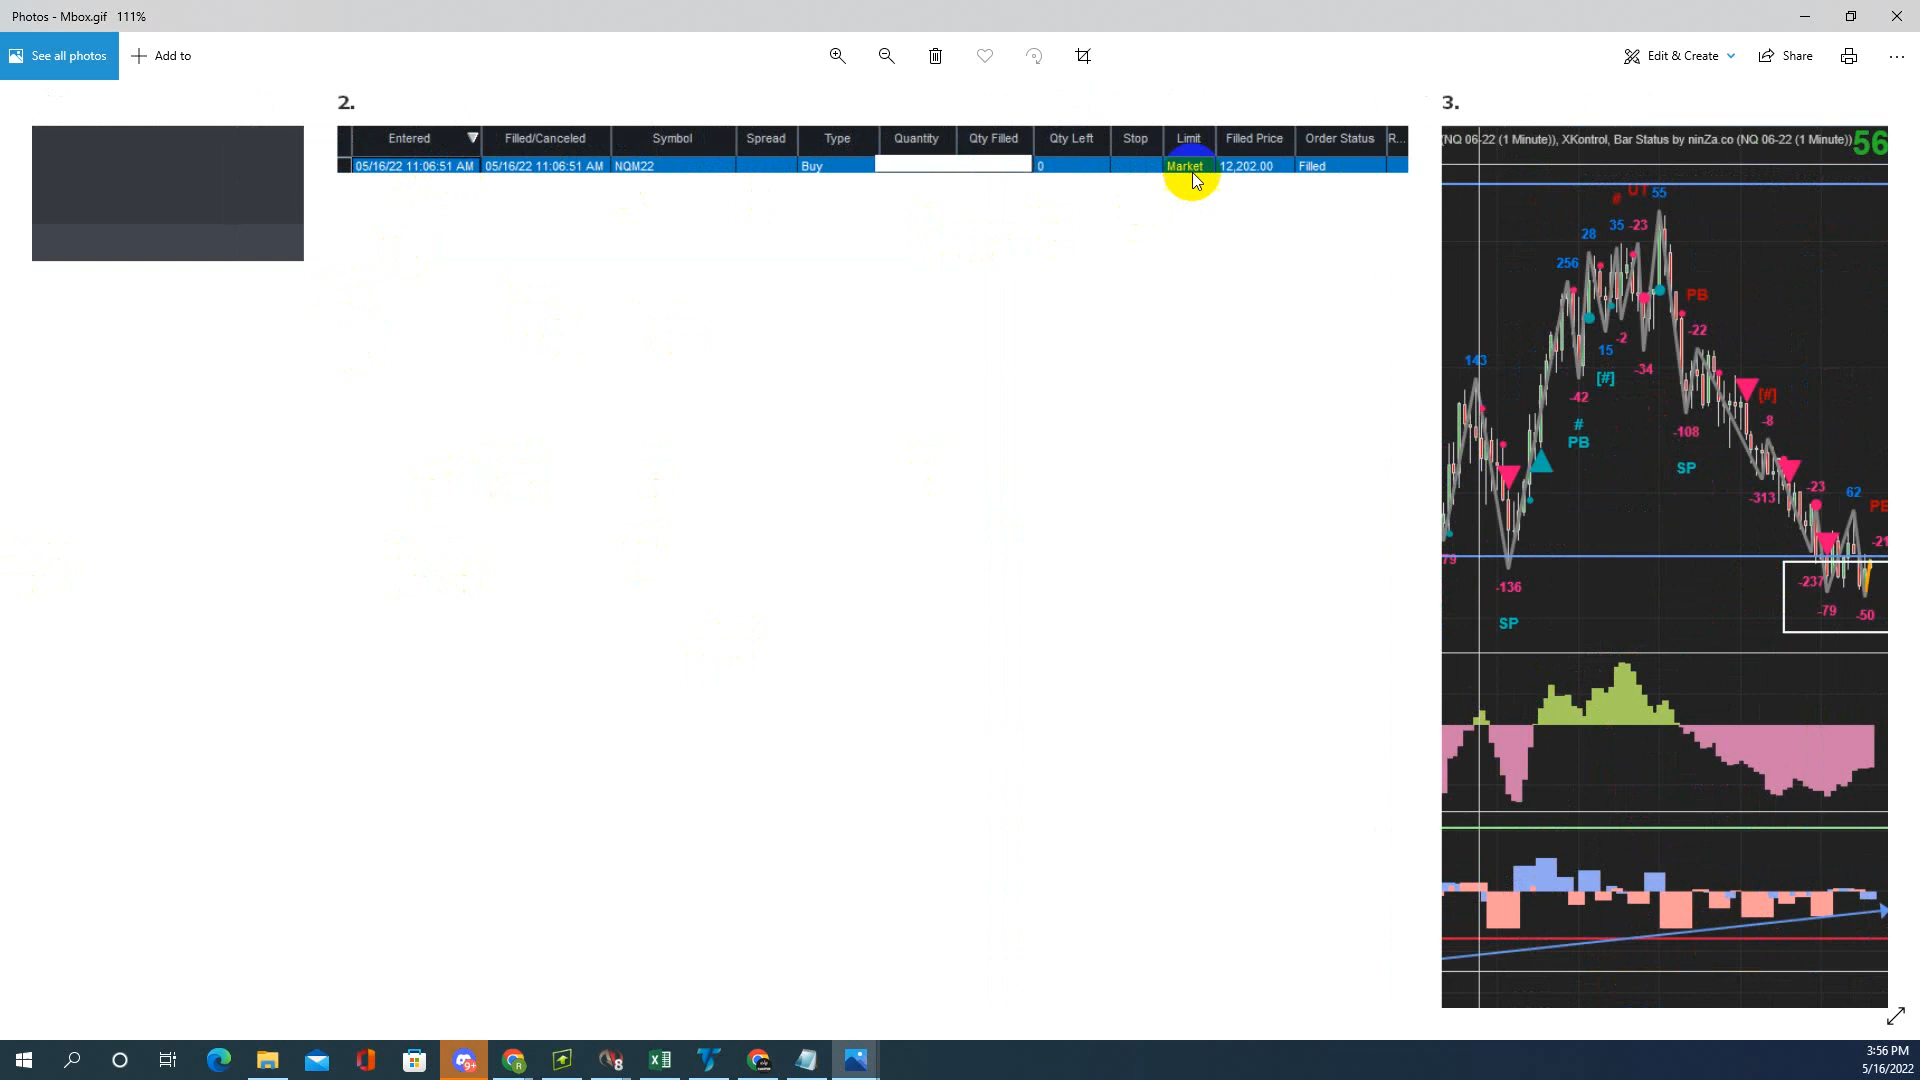 Photos - Mbox.gif   111%
See all photos
Add to
Edit & Create
Share
2.
Entered Filled/Canceled Symbol Spread Type Quantity Qty Filled Qty Left Stop Limit Filled Price Order Status R...
05/16/22 11:06:51 AM 05/16/22 11:06:51 AM NQM22 Buy 0 Market 12,202.00 Filled
3.
(NQ 06-22 (1 Minute)), XKontrol, Bar Status by ninZa.co (NQ 06-22 (1 Minute)) 56
# UT 55
28 35 -23
256
PB
-2 -22
15
143
-34
[#]
-42
[#]
-8
#
-108
PB
SP
-23 62
-313
PB
-21
79
-237
-136
-79 -50
SP
9+
8
3:56 PM
5/16/2022